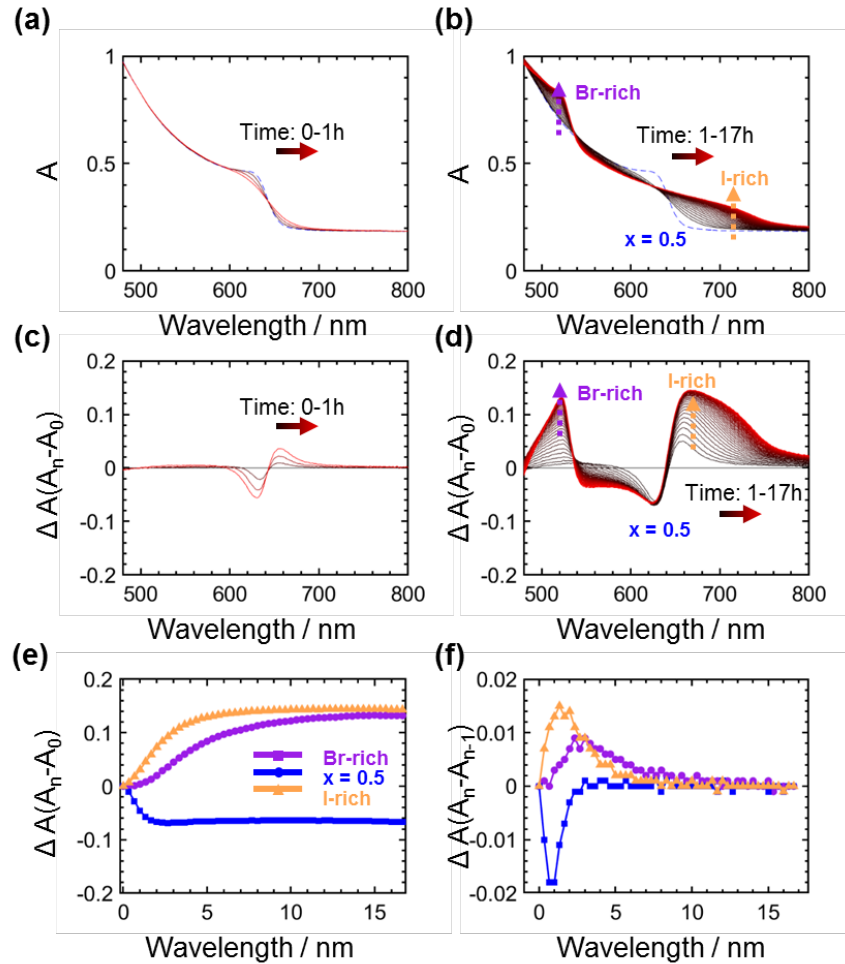 (a)
1
0.5
0
A
Time: 0-1h
500
600
700
800
Wavelength / nm
(b)
1
0.5
0
A
Br-rich
Time: 1-17h
I-rich
x = 0.5
500
600
700
800
Wavelength / nm
(c)
0.2
0.1
0
-0.1
-0.2
Δ A(Aₙ-A₀)
Time: 0-1h
500
600
700
800
Wavelength / nm
(d)
0.2
0.1
0
-0.1
-0.2
Δ A(Aₙ-A₀)
Br-rich
I-rich
Time: 1-17h
x = 0.5
500
600
700
800
Wavelength / nm
(e)
0.2
0.1
0
-0.1
0.2
Δ A(Aₙ-A₀)
Br-rich
x = 0.5
I-rich
0
5
10
15
Wavelength / nm
(f)
0.02
0.01
0
-0.01
-0.02
Δ A(Aₙ-Aₙ₋₁)
0
5
10
15
Wavelength / nm